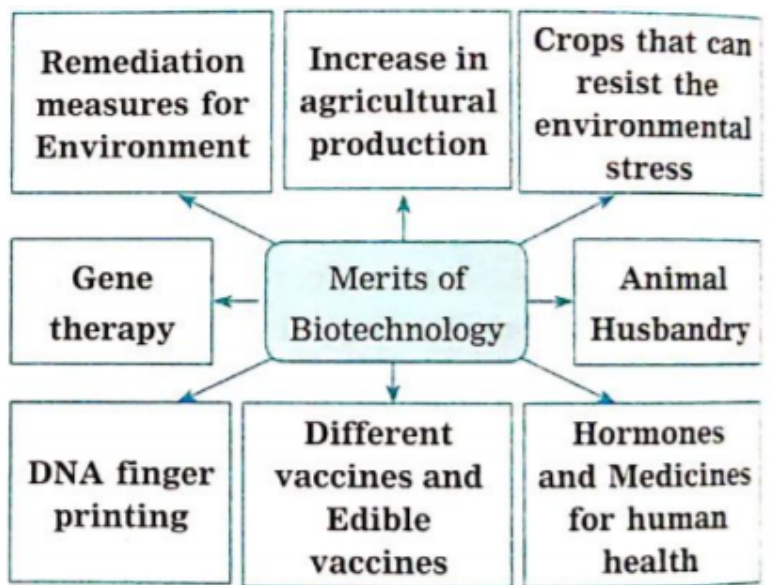 Remediation
measures for
Environment
Increase in
agricultural
production
Crops that can
resist the
environmental
stress
Gene
therapy
Merits of
Biotechnology
Animal
Husbandry
DNA finger
printing
Different
vaccines and
Edible
vaccines
Hormones
and Medicines
for human
health